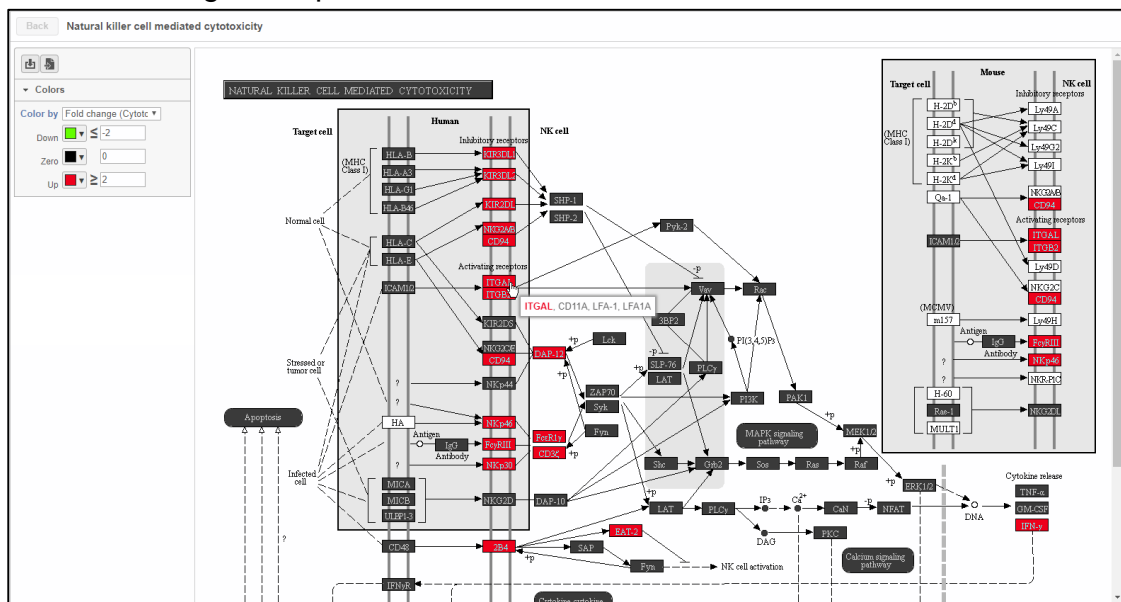 Back
Natural killer cell mediated cytotoxicity
Colors
Color by Fold change (Cytotc
Down ≤ -2
Zero 0
Up ≥ 2
NATURAL KILLER CELL MEDIATED CYTOTOXICITY
Target cell
Human
NK cell
Inhibitory receptors
(MHC
Class I)
HLA-B
HLA-A3
HLA-G1
HLA-B46
HLA-C
HLA-E
ICAM1/2
KIR3DL1
KIR3DL2
KIR2DL
NKG2A/B
CD94
Normal cell
SHP-1
SHP-2
Pyk-2
Activating receptors
ITGAL
ITGB2
ITGAL, CD11A, LFA-1, LFA1A
KIR2DS
NKG2C/E
CD94
NKp44
DAP-12
Lck
+p
+p
-p
Vav
Rac
3BP2
PI(3,4,5)P3
-p
SLP-76
LAT
PLCγ
+p
ZAP70
Syk
Fyn
+p
PI3K
PAK1
+p
Stressed or
tumor cell
?
?
HA
NKp46
Antigen
IgG
Antibody
FcγRIII
FcεR1γ
CD3ζ
?
NKp30
Infected
cell
MICA
MICB
ULBP1-3
NKG2D
DAP-10
MAPK signaling
pathway
MEK1/2
+p
Shc
Grb2
Sos
Ras
Raf
+p
ERK1/2
+p
LAT
PLCγ
IP3
Ca2+
CaN
-p
NFAT
DNA
DAG
PKC
Calcium signaling
pathway
Cytokine release
TNF-α
GM-CSF
IFN-γ
CD48
2B4
EAT-2
SAP
+p
Fyn
NK cell activation
IFNγR
Cytokine-cytokine
Apoptosis
?
Mouse
Target cell
NK cell
Inhibitory receptors
(MHC
Class I)
H-2Db
H-2Dd
H-2Dk
H-2Kb
H-2Kd
Qa-1
Ly49A
Ly49C
Ly49G2
Ly49I
NKG2A/B
CD94
Activating receptors
ICAM1/2
ITGAL
ITGB2
Ly49D
NKG2C
CD94
(MCMV)
m157
Ly49H
Antigen
IgG
Antibody
FcγRIII
?
NKp46
?
NKR-P1C
H-60
Rae-1
MULT1
NKG2DL